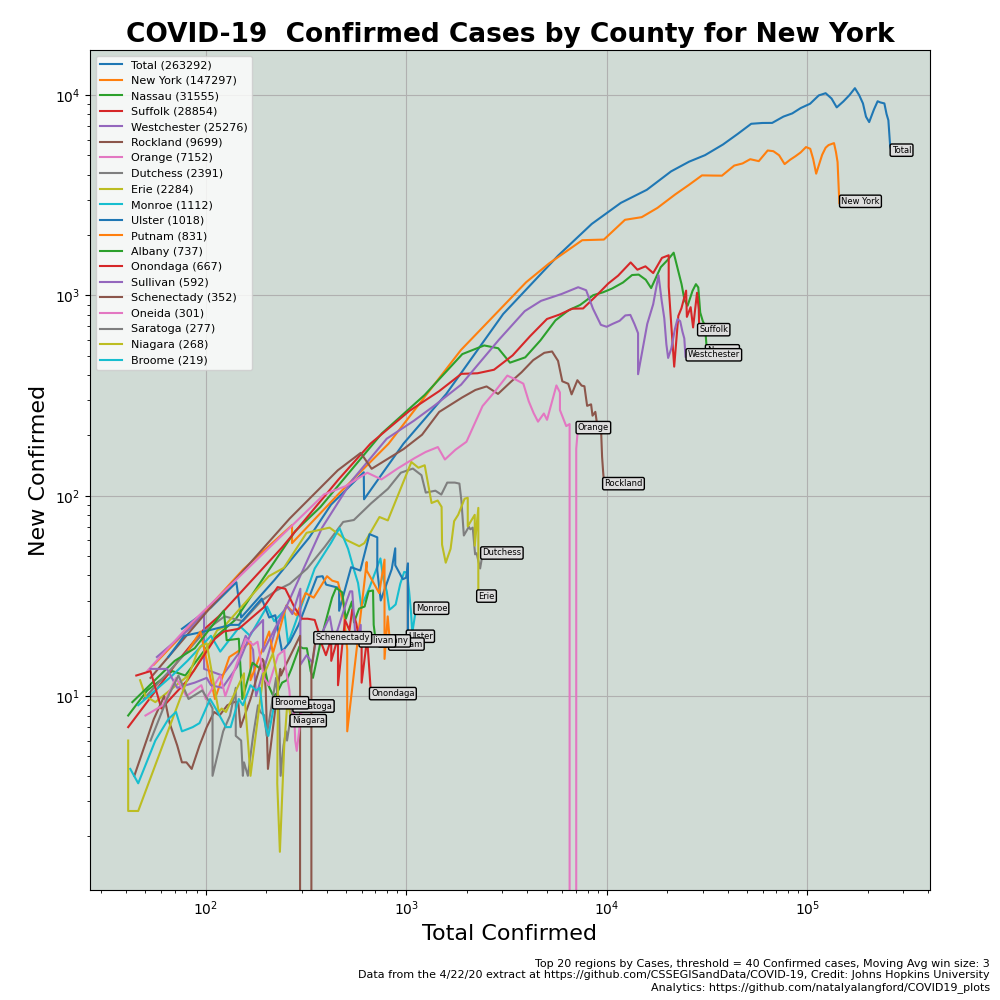 COVID-19  Confirmed Cases by County for New York
Total (263292)
New York (147297)
Nassau (31555)
Suffolk (28854)
Westchester (25276)
Rockland (9699)
Orange (7152)
Dutchess (2391)
Erie (2284)
Monroe (1112)
Ulster (1018)
Putnam (831)
Albany (737)
Onondaga (667)
Sullivan (592)
Schenectady (352)
Oneida (301)
Saratoga (277)
Niagara (268)
Broome (219)
10⁴
10³
10²
10¹
New Confirmed
Total
New York
Suffolk
Westchester
Orange
Rockland
Dutchess
Erie
Monroe
Schenectady
Onondaga
Broome
Niagara
10²
10³
10⁴
10⁵
Total Confirmed
Top 20 regions by Cases, threshold = 40 Confirmed cases, Moving Avg win size: 3
Data from the 4/22/20 extract at https://github.com/CSSEGISandData/COVID-19, Credit: Johns Hopkins University
Analytics: https://github.com/natalyalangford/COVID19_plots